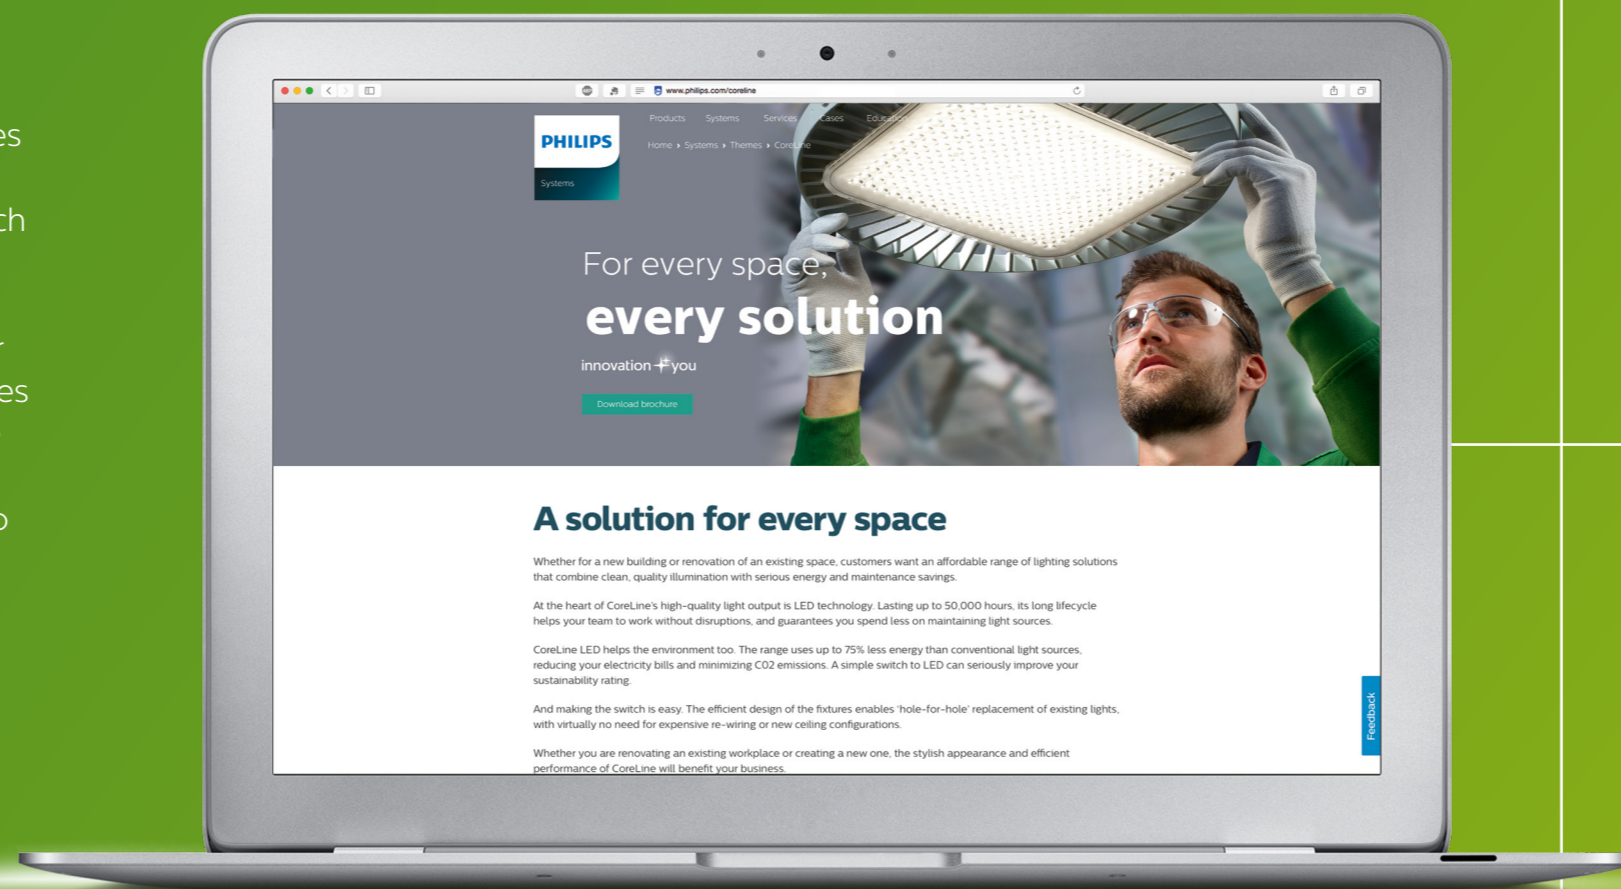 es
ch
r
es
o
www.philips.com/coreline
Products Systems Services Cases Education
PHILIPS
Home › Systems › Themes › CoreLine
Systems
For every space,
every solution
innovation you
Download brochure
A solution for every space
Whether for a new building or renovation of an existing space, customers want an affordable range of lighting solutions
that combine clean, quality illumination with serious energy and maintenance savings.
At the heart of CoreLine's high-quality light output is LED technology. Lasting up to 50,000 hours, its long lifecycle
helps your team to work without disruptions, and guarantees you spend less on maintaining light sources.
CoreLine LED helps the environment too. The range uses up to 75% less energy than conventional light sources,
reducing your electricity bills and minimizing C02 emissions. A simple switch to LED can seriously improve your
sustainability rating.
And making the switch is easy. The efficient design of the fixtures enables ‘hole-for-hole’ replacement of existing lights,
with virtually no need for expensive re-wiring or new ceiling configurations.
Whether you are renovating an existing workplace or creating a new one, the stylish appearance and efficient
performance of CoreLine will benefit your business.
Feedback